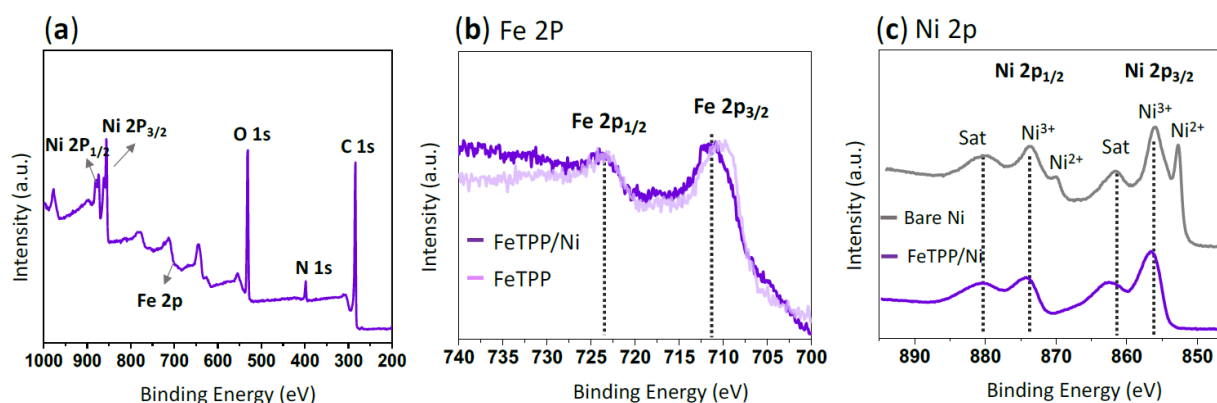 (a)
Ni 2P₁/₂
Ni 2P₃/₂
O 1s
C 1s
N 1s
Fe 2p
Intensity (a.u.)
1000 900 800 700 600 500 400 300 200
Binding Energy (eV)
(b) Fe 2P
Fe 2p₁/₂
Fe 2p₃/₂
FeTPP/Ni
FeTPP
Intensity (a.u.)
740 730 725 715 711 705 700
Binding Energy (eV)
(c) Ni 2p
Ni 2p₁/₂
Ni 2p₃/₂
Sat
Ni³⁺
Ni²⁺
Sat
Ni³⁺
Ni²⁺
Bare Ni
FeTPP/Ni
Intensity (a.u.)
890 880 870 860 850
Binding Energy (eV)